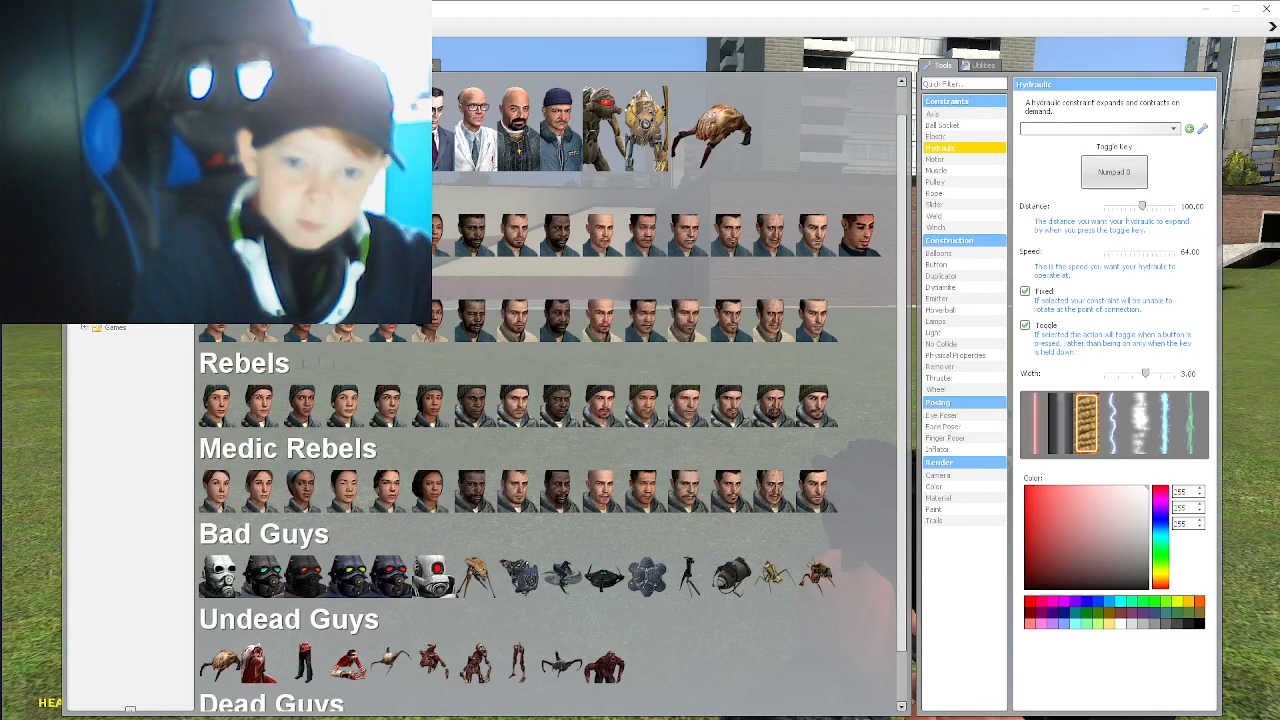 Tools
Utilities
Quick Filter...
Constraints
Axis
Ball Socket
Elastic
Hydraulic
Motor
Muscle
Pulley
Rope
Slider
Weld
Winch
Construction
Balloons
Button
Duplicator
Dynamite
Emitter
Hoverball
Lamps
Light
No Collide
Physical Properties
Remover
Thruster
Wheel
Posing
Eye Poser
Face Poser
Finger Poser
Inflator
Render
Camera
Color
Material
Paint
Trails
Hydraulic
A hydraulic constraint expands and contracts on
demand.
Toggle Key
Numpad 0
Distance:
100.00
The distance you want your hydraulic to expand
by when you press the toggle key.
Speed:
64.00
This is the speed you want your hydraulic to
operate at.
Fixed
If selected your constraint will be unable to
rotate at the point of connection.
Toggle
If selected the action will toggle when a button is
pressed, rather than being on only when the key
is held down.
Width:
3.00
Color:
255
255
255
Games
Rebels
Medic Rebels
Bad Guys
Undead Guys
Dead Guys
HEA